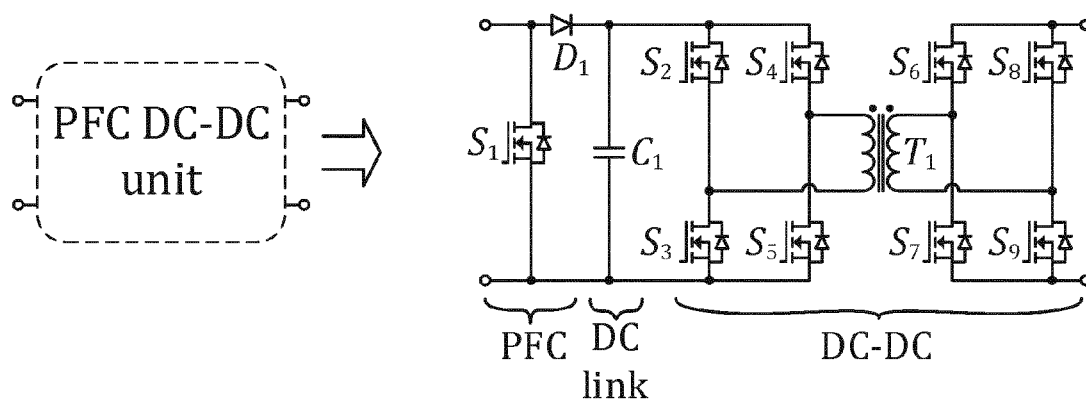 PFC DC-DC
unit
D₁
S₂
S₄
S₆
S₈
S₁
C₁
T₁
S₃
S₅
S₇
S₉
PFC
DC
link
DC-DC